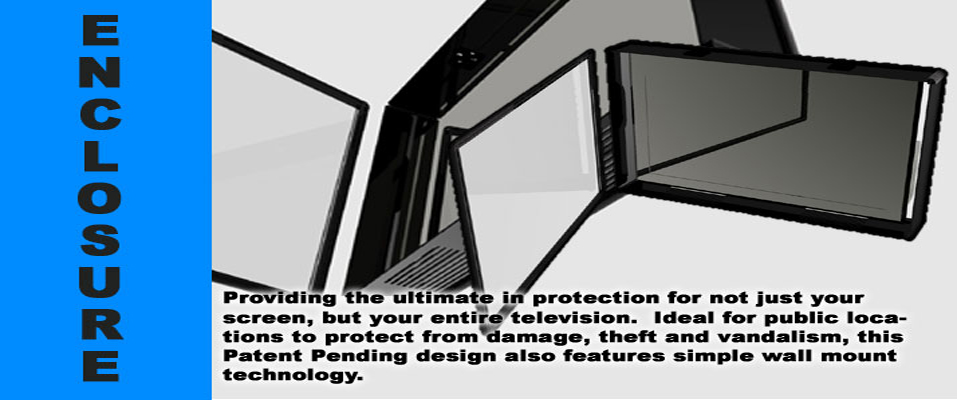 ENCLOSURE
Providing the ultimate in protection for not just your
screen, but your entire television.  Ideal for public loca-
tions to protect from damage, theft and vandalism, this
Patent Pending design also features simple wall mount
technology.